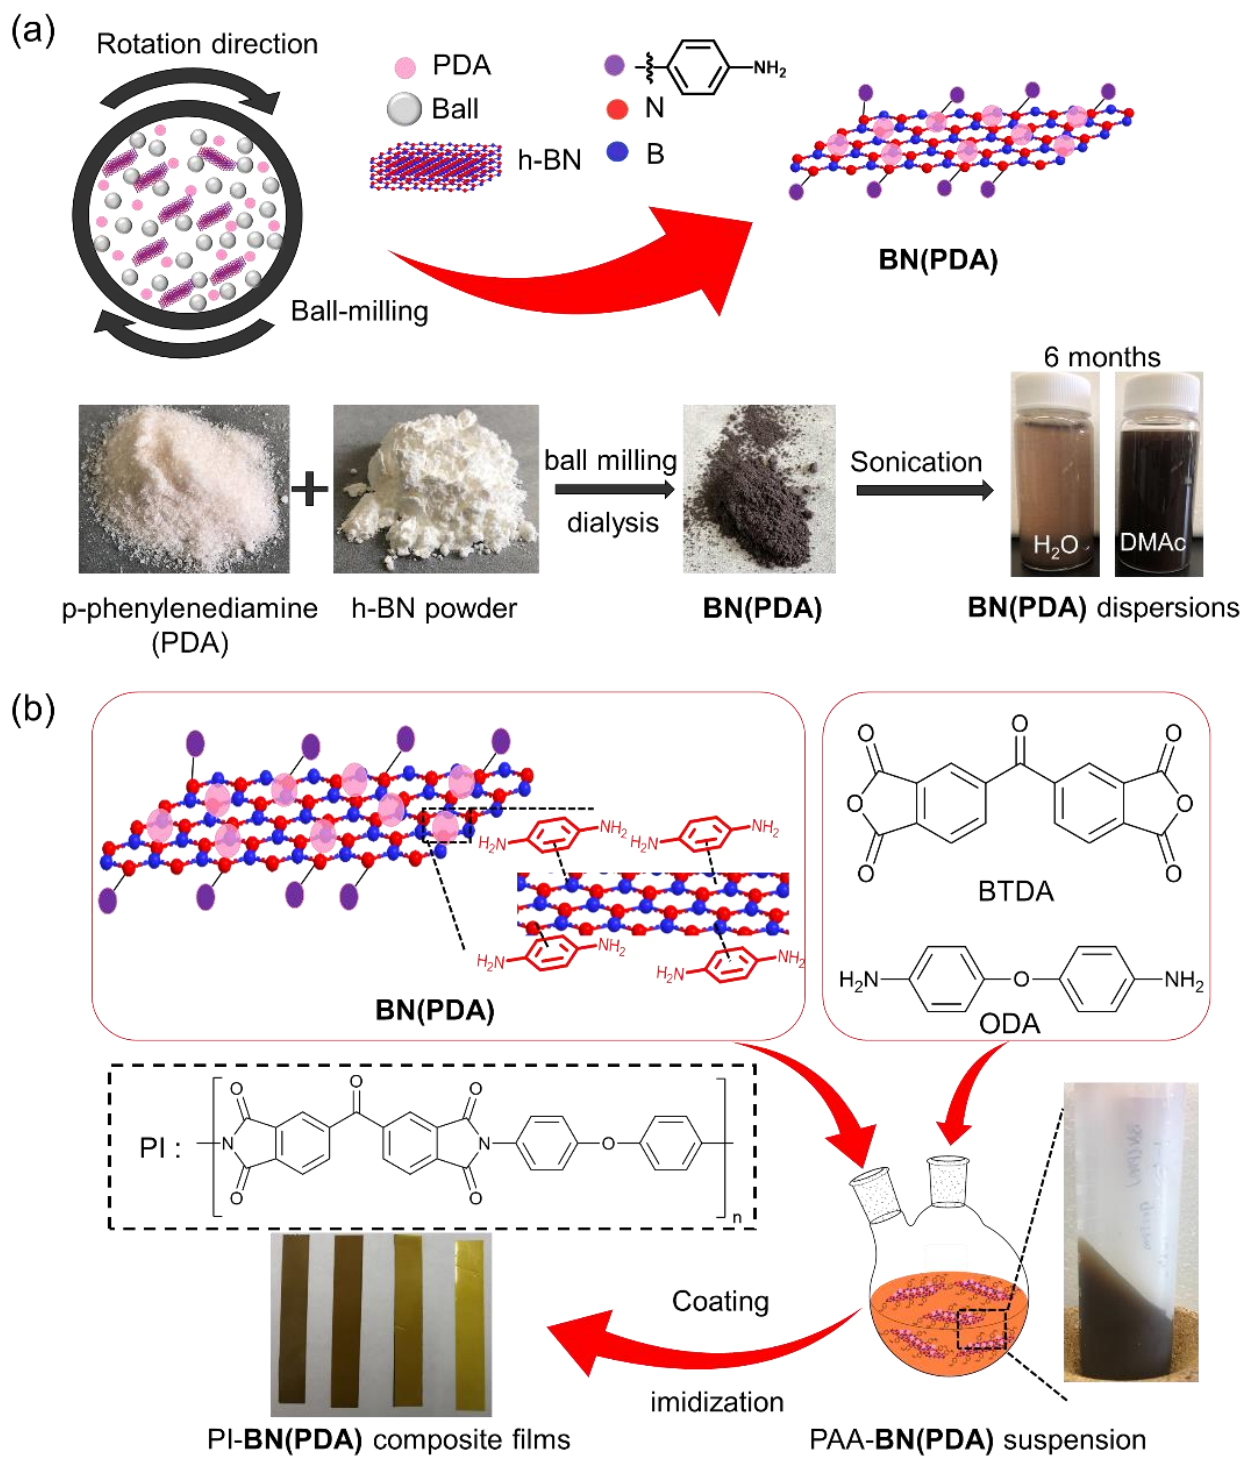 (a)
Rotation direction
PDA
Ball
h-BN
NH2
N
B
BN(PDA)
Ball-milling
6 months
ball milling
dialysis
Sonication
H2O
DMAc
p-phenylenediamine
(PDA)
h-BN powder
BN(PDA)
BN(PDA) dispersions
(b)
H2N
NH2
H2N
NH2
H2N
NH2
H2N
NH2
BN(PDA)
O
O
O
O
O
O
O
BTDA
H2N
O
NH2
ODA
PI :
O
O
O
N
N
O
O
O
n
Coating
imidization
PI-BN(PDA) composite films
PAA-BN(PDA) suspension